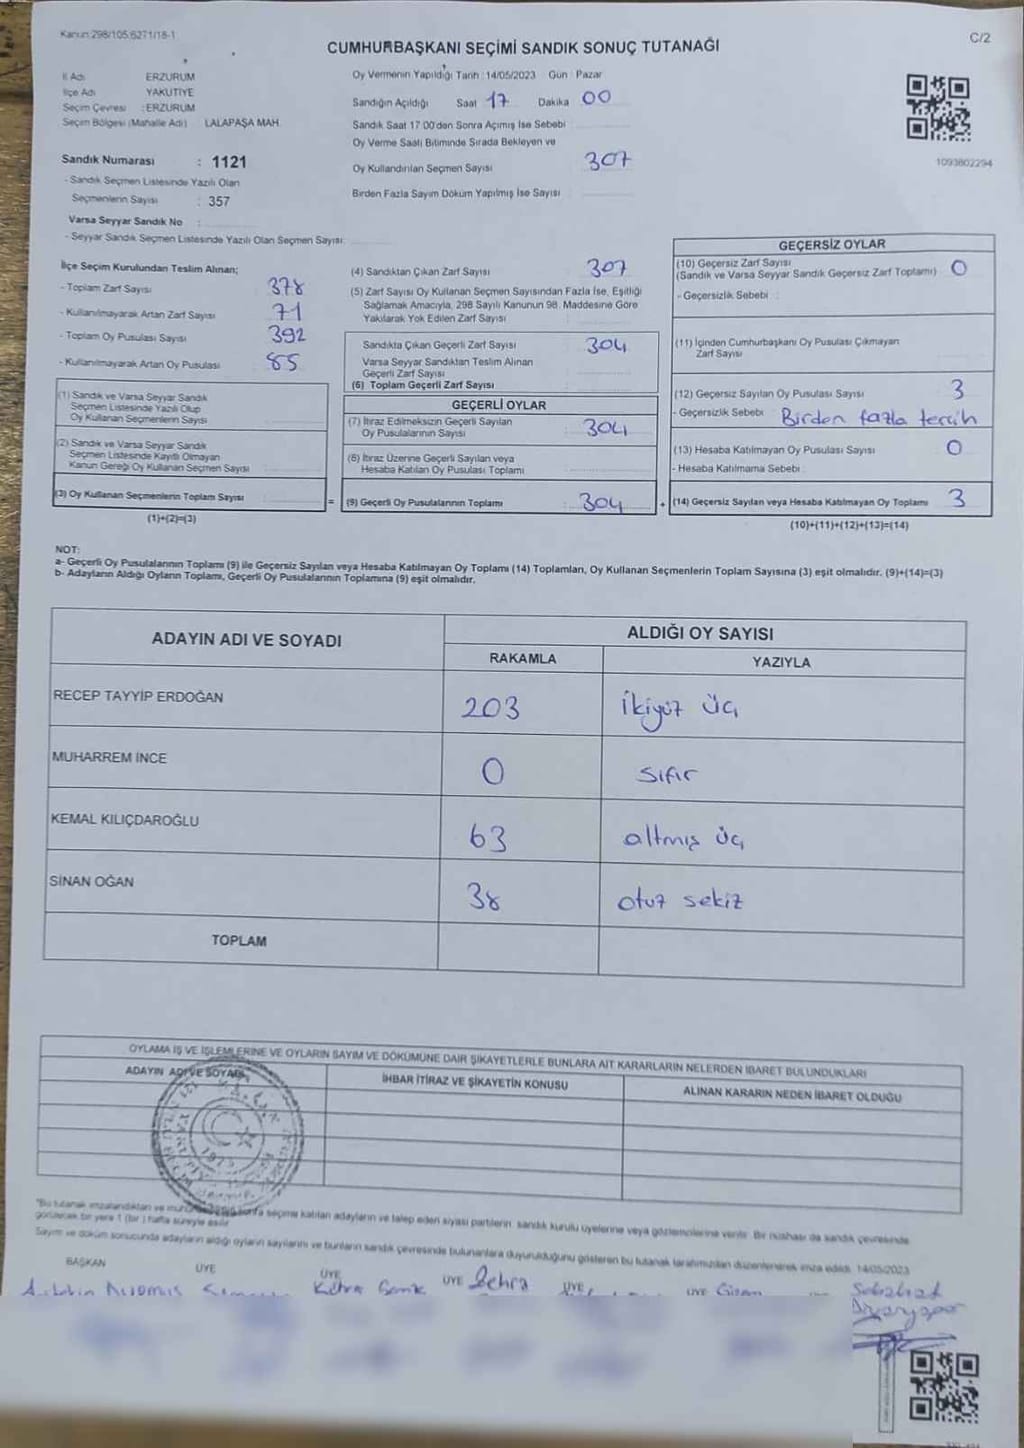 Kanun:298/105,6271/18-1
C/2
CUMHURBAŞKANI SEÇİMİ SANDIK SONUÇ TUTANAĞI
İl Adı ERZURUM
İlçe Adı YAKUTİYE
Seçim Çevresi : ERZURUM
Seçim Bölgesi (Mahalle Adı) LALAPAŞA MAH.
Oy Vermenin Yapıldığı Tarih : 14/05/2023 Gün : Pazar
Sandığın Açıldığı Saat 17 Dakika 00
Sandık Saat 17:00'den Sonra Açılmış İse Sebebi
Oy Verme Saati Bitiminde Sırada Bekleyen ve
Oy Kullandırılan Seçmen Sayısı 307
Birden Fazla Sayım Döküm Yapılmış İse Sayısı
1093802294
Sandık Numarası : 1121
- Sandık Seçmen Listesinde Yazılı Olan
Seçmenlerin Sayısı : 357
Varsa Seyyar Sandık No :
- Seyyar Sandık Seçmen Listesinde Yazılı Olan Seçmen Sayısı:
İlçe Seçim Kurulundan Teslim Alınan;
- Toplam Zarf Sayısı 378
- Kullanılmayarak Artan Zarf Sayısı 71
- Toplam Oy Pusulası Sayısı 392
- Kullanılmayarak Artan Oy Pusulası 85
(4) Sandıktan Çıkan Zarf Sayısı 307
(5) Zarf Sayısı Oy Kullanan Seçmen Sayısından Fazla İse, Eşitliği
Sağlamak Amacıyla, 298 Sayılı Kanunun 98. Maddesine Göre
Yakılarak Yok Edilen Zarf Sayısı
Sandıkta Çıkan Geçerli Zarf Sayısı 304
Varsa Seyyar Sandıktan Teslim Alınan
Geçerli Zarf Sayısı
(6) Toplam Geçerli Zarf Sayısı
GEÇERSİZ OYLAR
(10) Geçersiz Zarf Sayısı 0
(Sandık ve Varsa Seyyar Sandık Geçersiz Zarf Toplamı)
- Geçersizlik Sebebi :
(11) İçinden Cumhurbaşkanı Oy Pusulası Çıkmayan
Zarf Sayısı
(12) Geçersiz Sayılan Oy Pusulası Sayısı 3
- Geçersizlik Sebebi Birden fazla tercih
(13) Hesaba Katılmayan Oy Pusulası Sayısı 0
- Hesaba Katılmama Sebebi :
(14) Geçersiz Sayılan veya Hesaba Katılmayan Oy Toplamı 3
(10)+(11)+(12)+(13)=(14)
(1) Sandık ve Varsa Seyyar Sandık
Seçmen Listesinde Yazılı Olup
Oy Kullanan Seçmenlerin Sayısı
(2) Sandık ve Varsa Seyyar Sandık
Seçmen Listesinde Kayıtlı Olmayan
Kanun Gereği Oy Kullanan Seçmen Sayısı
(3) Oy Kullanan Seçmenlerin Toplam Sayısı =
(1)+(2)=(3)
GEÇERLİ OYLAR
(7) İtiraz Edilmeksizin Geçerli Sayılan
Oy Pusulalarının Sayısı 304
(8) İtiraz Üzerine Geçerli Sayılan veya
Hesaba Katılan Oy Pusulası Toplamı
(9) Geçerli Oy Pusulalarının Toplamı 304 +
NOT:
a- Geçerli Oy Pusulalarının Toplamı (9) ile Geçersiz Sayılan veya Hesaba Katılmayan Oy Toplamı (14) Toplamları, Oy Kullanan Seçmenlerin Toplam Sayısına (3) eşit olmalıdır. (9)+(14)=(3)
b- Adayların Aldığı Oyların Toplamı, Geçerli Oy Pusulalarının Toplamına (9) eşit olmalıdır.
ADAYIN ADI VE SOYADI ALDIĞI OY SAYISI
RAKAMLA YAZIYLA
RECEP TAYYİP ERDOĞAN 203 ikiyüz üç
MUHARREM İNCE 0 sıfır
KEMAL KILIÇDAROĞLU 63 altmış üç
SİNAN OĞAN 38 otuz sekiz
TOPLAM
OYLAMA İŞ VE İŞLEMLERİNE VE OYLARIN SAYIM VE DÖKÜMÜNE DAİR ŞİKAYETLERLE BUNLARA AİT KARARLARIN NELERDEN İBARET BULUNDUKLARI
ADAYIN ADI VE SOYADI İHBAR İTİRAZ VE ŞİKAYETİN KONUSU ALINAN KARARIN NEDEN İBARET OLDUĞU
*Bu tutanak imzalandıktan ve sonra seçime katılan adayların ve talep eden siyasi partilerin sandık kurulu üyelerine veya gözlemcilerine verilir. Bir nüshası da sandık çevresinde
görülecek bir yere 1 (bir) hafta süreyle asılır
Sayım ve döküm sonucunda adayların aldığı oyların sayılarını ve bunların sandık çevresinde bulunanlara duyurulduğunu gösteren bu tutanak tarafımızdan düzenlenerek imza edildi. 14/05/2023
BAŞKAN ÜYE ÜYE ÜYE Zehra ÜYE ÜYE